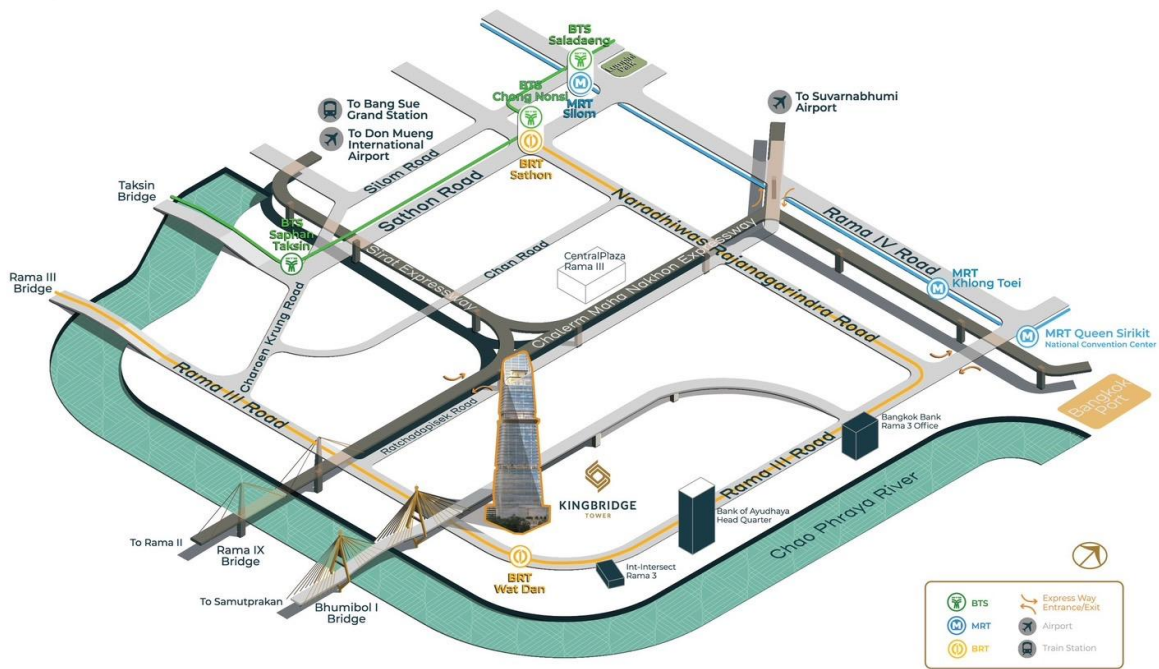 BTS
Saladaeng
Lumpini
Park
BTS
Chong Nonsi
MRT
Silom
To Bang Sue
Grand Station
To Don Mueng
International
Airport
To Suvarnabhumi
Airport
BRT
Sathon
Silom Road
Taksin
Bridge
Sathon Road
Naradhiwas Rajanagarindra Road
Rama IV Road
BTS
Saphan
Taksin
Sirat Expressway
Chan Road
CentralPlaza
Rama III
Chalerm Maha Nakhon Expressway
Rama III
Bridge
MRT
Khlong Toei
Charoen Krung Road
MRT Queen Sirikit
National Convention Center
Rama III Road
Ratchadapisek Road
Bangkok
Port
Bangkok Bank
Rama 3 Office
Rama III Road
KINGBRIDGE
TOWER
Bank of Ayudhaya
Head Quarter
Chao Phraya River
To Rama II
Rama IX
Bridge
BRT
Wat Dan
Int-Intersect
Rama 3
To Samutprakan
Bhumibol I
Bridge
BTS
Express Way
Entrance/Exit
MRT
Airport
BRT
Train Station